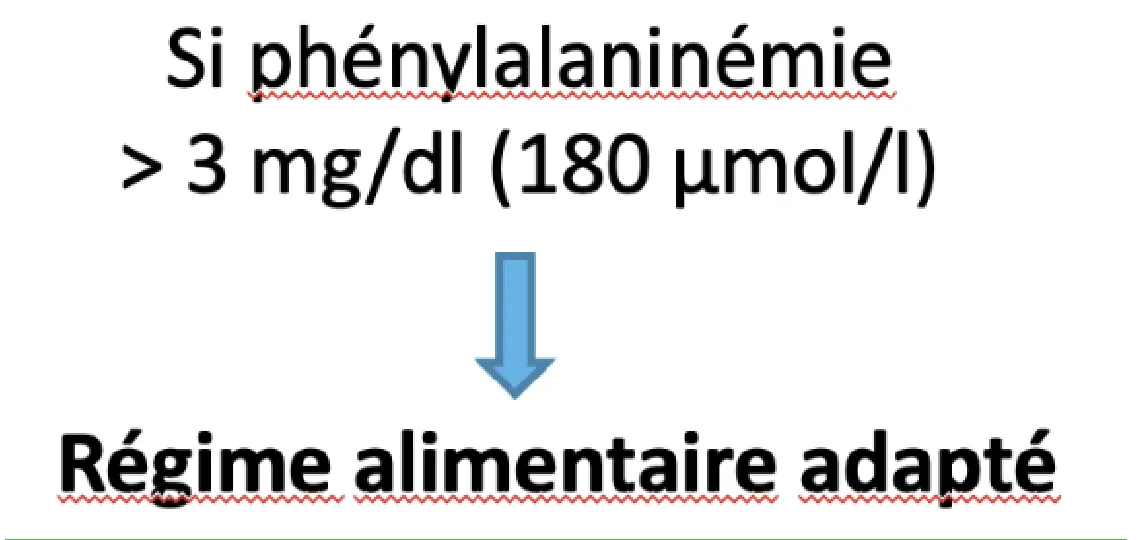 Si phénylalaninémie
> 3 mg/dl (180 µmol/l)
Régime alimentaire adapté